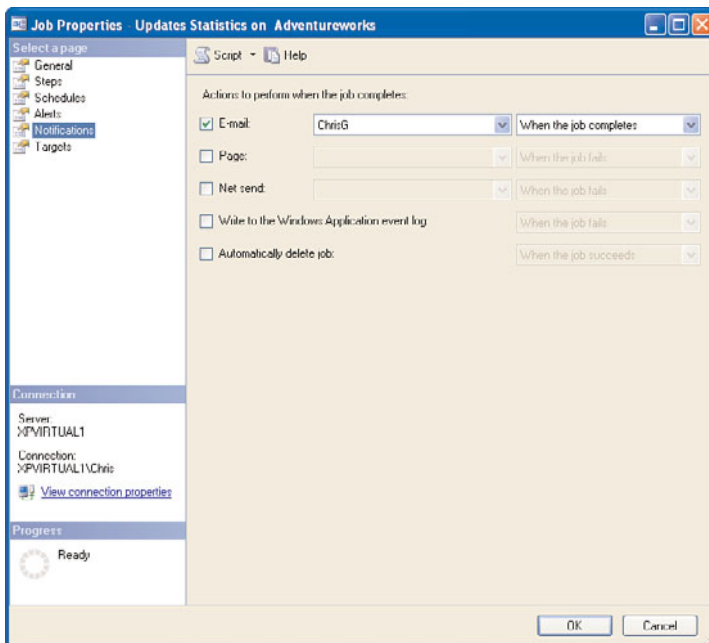 Job Properties - Updates Statistics on Adventureworks
Select a page
General
Steps
Schedules
Alerts
Notifications
Targets
Script
Help
Actions to perform when the job completes:
E-mail: ChrisG When the job completes
Page: When the job fails
Net send: When the job fails
Write to the Windows Application event log When the job fails
Automatically delete job: When the job succeeds
Connection
Server:
XPVIRTUAL1
Connection:
XPVIRTUAL1\Chris
View connection properties
Progress
Ready
OK Cancel